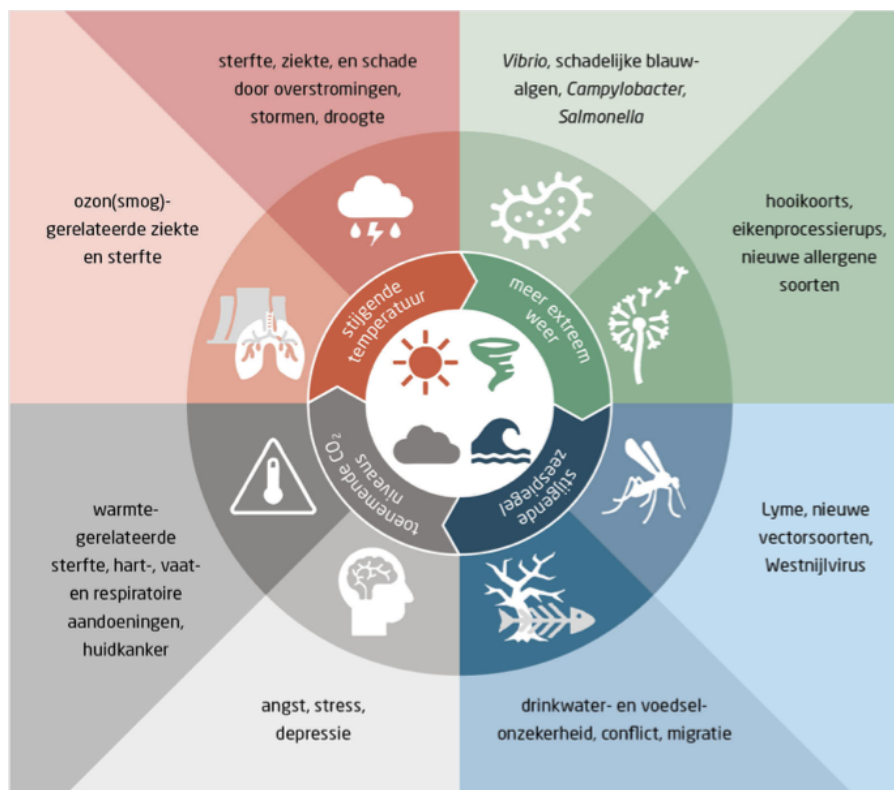 sterfte, ziekte, en schade
door overstromingen,
stormen, droogte
Vibrio, schadelijke blauw-
algen, Campylobacter,
Salmonella
ozon(smog)-
gerelateerde ziekte
en sterfte
hooikoorts,
eikenprocessierups,
nieuwe allergene
soorten
stijgende
temperatuur
meer extreem
weer
toenemende CO₂
niveaus
stijgende
zeespiegel
warmte-
gerelateerde
sterfte, hart-, vaat-
en respiratoire
aandoeningen,
huidkanker
Lyme, nieuwe
vectorsoorten,
Westnijlvirus
angst, stress,
depressie
drinkwater- en voedsel-
onzekerheid, conflict, migratie